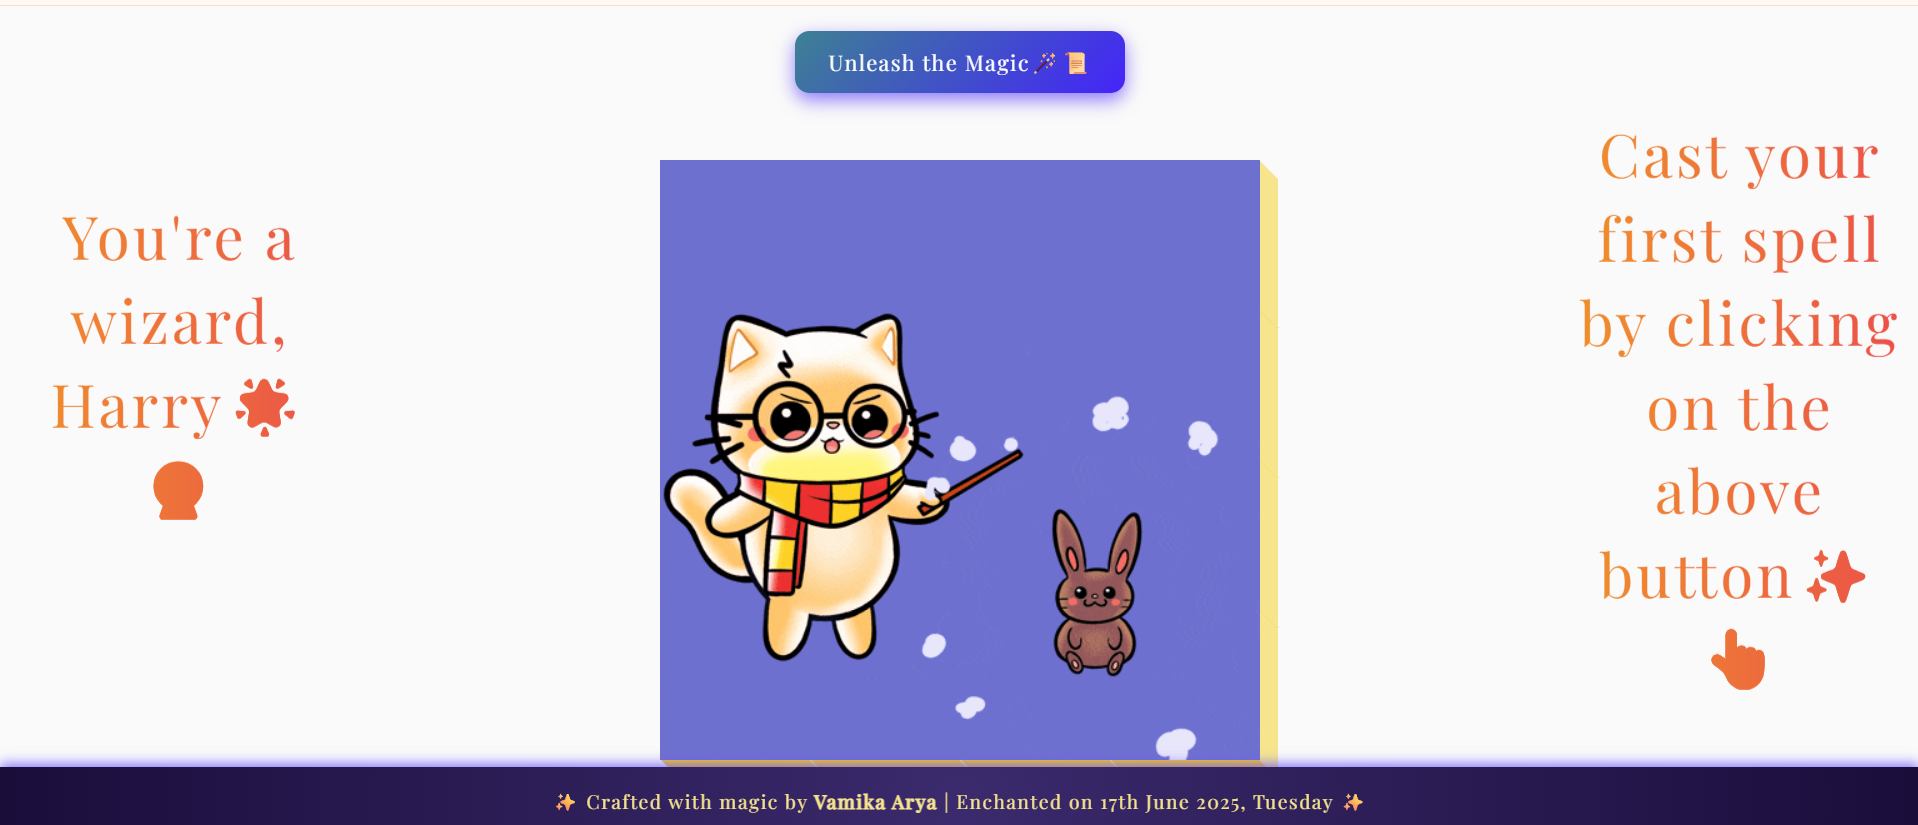 Unleash the Magic 🪄 📜
You're a
wizard,
Harry 🌟
🔮
Cast your
first spell
by clicking
on the
above
button ✨
👆
✨ Crafted with magic by Vamika Arya | Enchanted on 17th June 2025, Tuesday ✨